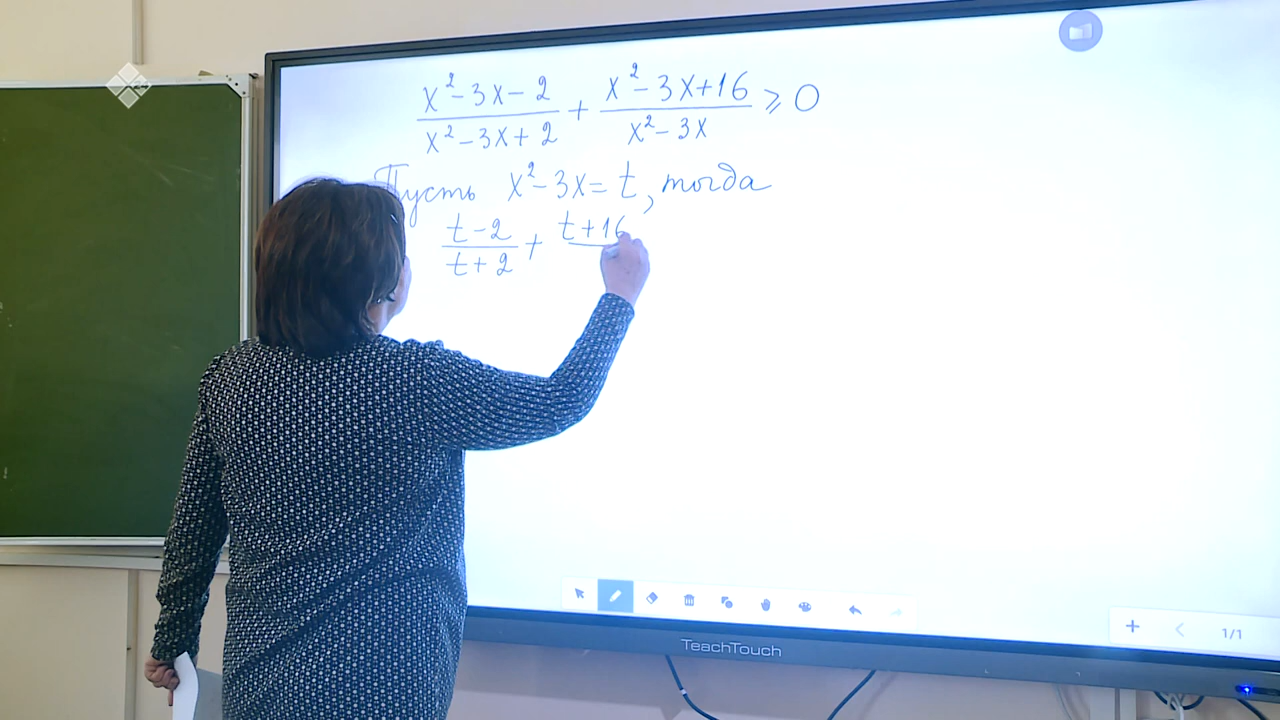 x² - 3x - 2 / x² - 3x + 2 + x² - 3x + 16 / x² - 3x ⩾ 0
Пусть x² - 3x = t, тогда
t - 2 / t + 2 + t + 16
TeachTouch
1/1